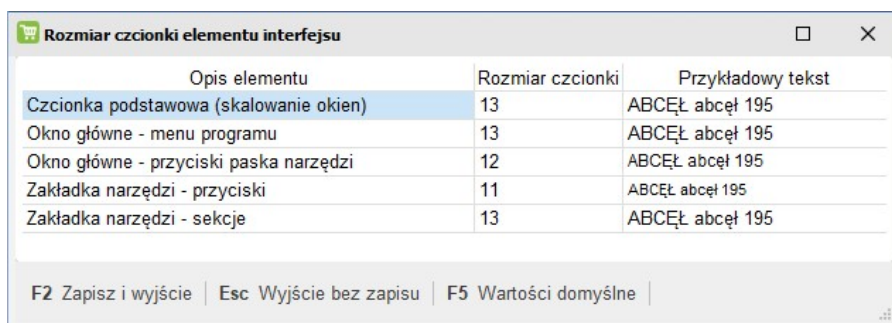 Rozmiar czcionki elementu interfejsu
Opis elementu Rozmiar czcionki Przykładowy tekst
Czcionka podstawowa (skalowanie okien) 13 ABCĘŁ abcęł 195
Okno główne - menu programu 13 ABCĘŁ abcęł 195
Okno główne - przyciski paska narzędzi 12 ABCĘŁ abcęł 195
Zakładka narzędzi - przyciski 11 ABCĘŁ abcęł 195
Zakładka narzędzi - sekcje 13 ABCĘŁ abcęł 195
F2 Zapisz i wyjście Esc Wyjście bez zapisu F5 Wartości domyślne